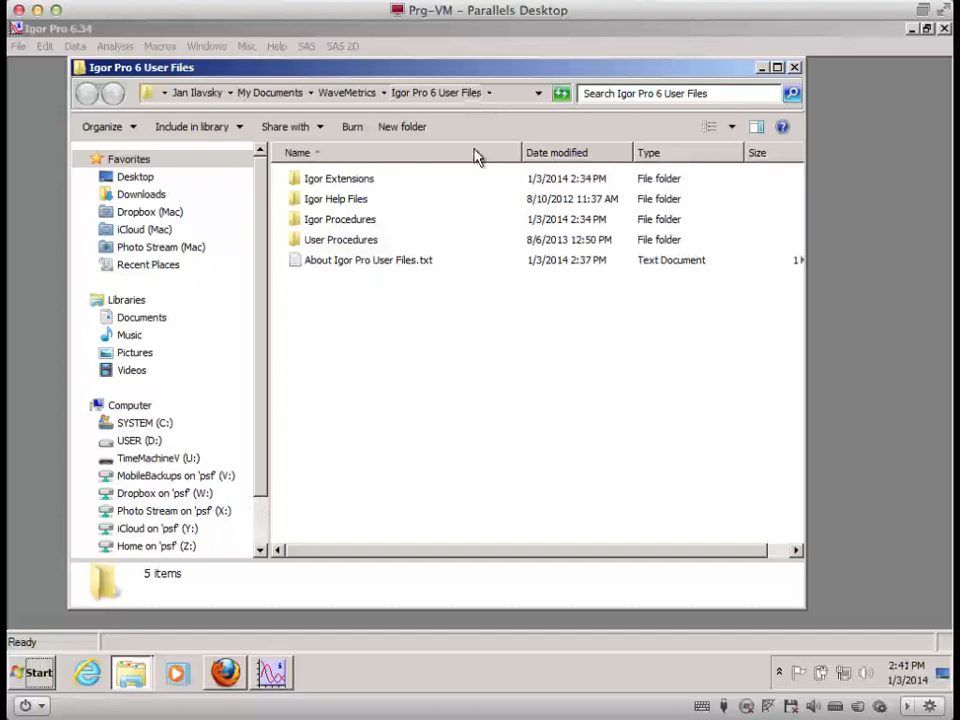 Prg-VM - Parallels Desktop
Igor Pro 6.34
File Edit Data Analysis Macros Windows Misc Help SAS SAS 2D
Igor Pro 6 User Files
Jan Ilavsky My Documents WaveMetrics Igor Pro 6 User Files Search Igor Pro 6 User Files
Organize Include in library Share with Burn New folder
Name Date modified Type Size
Favorites
Desktop
Downloads
Dropbox (Mac)
iCloud (Mac)
Photo Stream (Mac)
Recent Places
Libraries
Documents
Music
Pictures
Videos
Computer
SYSTEM (C:)
USER (D:)
TimeMachineV (U:)
MobileBackups on 'psf' (V:)
Dropbox on 'psf' (W:)
Photo Stream on 'psf' (X:)
iCloud on 'psf' (Y:)
Home on 'psf' (Z:)
Igor Extensions 1/3/2014 2:34 PM File folder
Igor Help Files 8/10/2012 11:37 AM File folder
Igor Procedures 1/3/2014 2:34 PM File folder
User Procedures 8/6/2013 12:50 PM File folder
About Igor Pro User Files.txt 1/3/2014 2:37 PM Text Document 1
5 items
Ready
Start
2:41 PM
1/3/2014